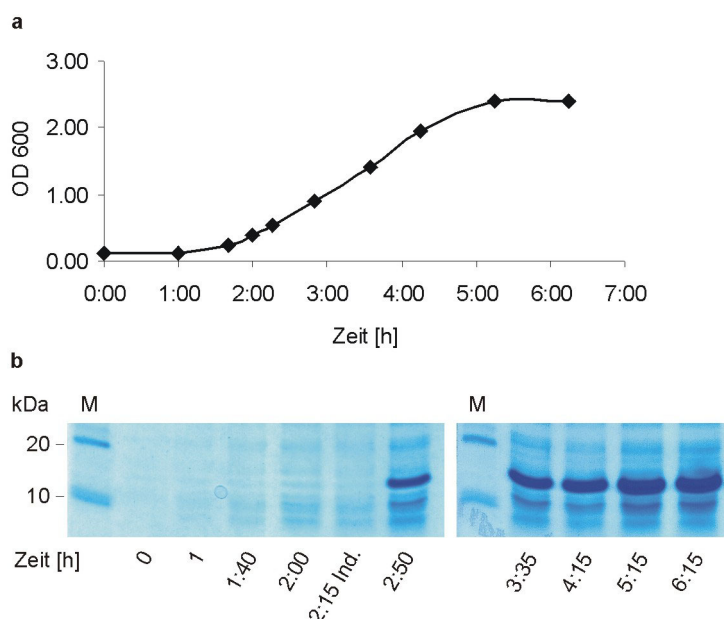 a
3.00
2.00
1.00
0.00
OD 600
0:00 1:00 2:00 3:00 4:00 5:00 6:00 7:00
Zeit [h]
b
kDa M M
20
10
Zeit [h] 0 1 1:40 2:00 2:15 Ind. 2:50 3:35 4:15 5:15 6:15